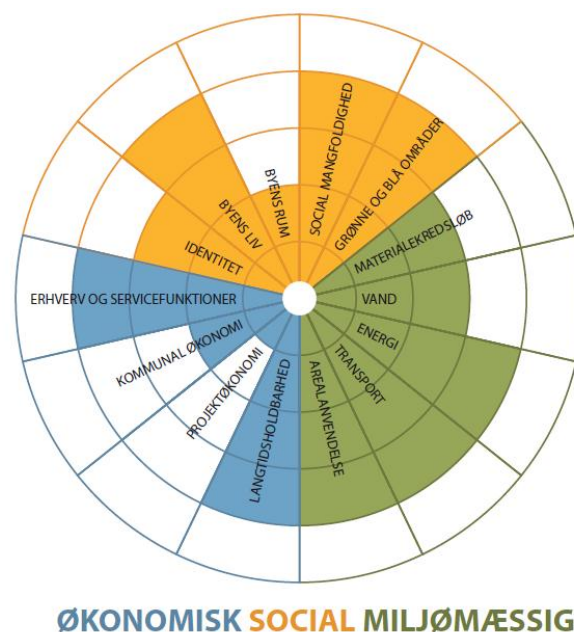 SOCIAL MANGFOLDIGHED
GRØNNE OG BLÅ OMRÅDER
MATERIALEKREDSLØB
VAND
ENERGI
TRANSPORT
AREALANVENDELSE
LANGTIDSHOLDBARHED
PROJEKTØKONOMI
KOMMUNAL ØKONOMI
ERHVERV OG SERVICEFUNKTIONER
IDENTITET
BYENS LIV
BYENS RUM
ØKONOMISK SOCIAL MILJØMÆSSIG